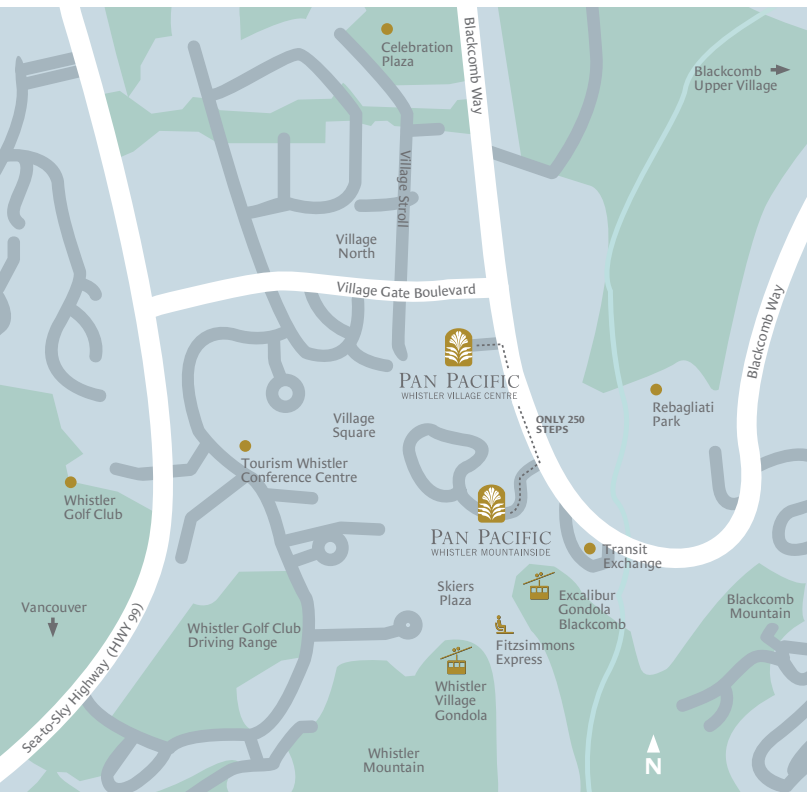 Celebration
Plaza
Blackcomb Way
Blackcomb
Upper Village
Village Stroll
Village
North
Village Gate Boulevard
Blackcomb Way
PAN PACIFIC
WHISTLER VILLAGE CENTRE
Rebagliati
Park
Village
Square
ONLY 250
STEPS
Tourism Whistler
Conference Centre
Whistler
Golf Club
PAN PACIFIC
WHISTLER MOUNTAINSIDE
Transit
Exchange
Skiers
Plaza
Excalibur
Gondola
Blackcomb
Blackcomb
Mountain
Vancouver
Whistler Golf Club
Driving Range
Fitzsimmons
Express
Sea-to-Sky Highway (HWY 99)
Whistler
Village
Gondola
Whistler
Mountain
N